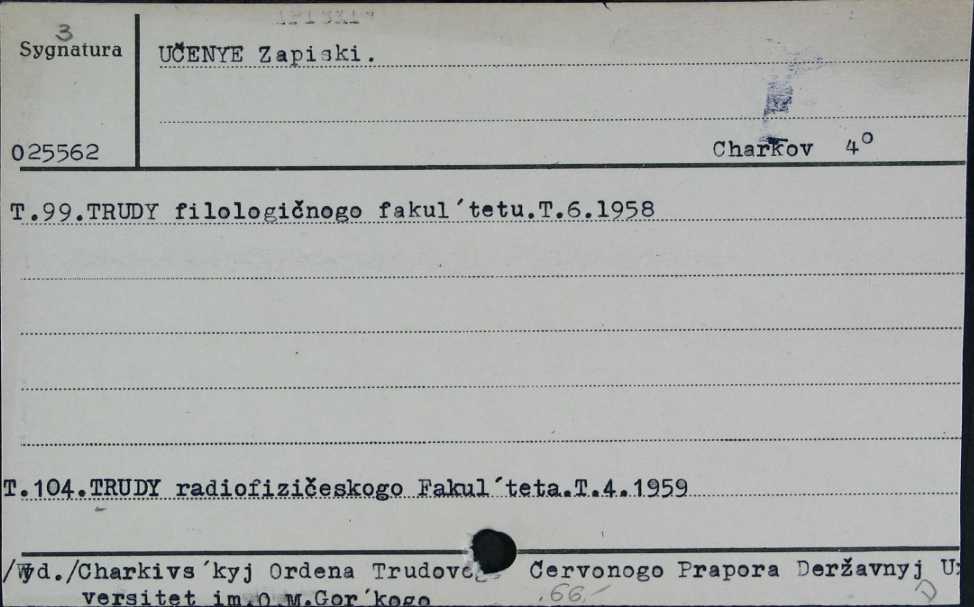 3
Sygnatura
UČENYE Zapiski.
025562
Charkov 4°
T.99.TRUDY filologičnogo fakul´tetu.T.6.1958
T.104.TRUDY radiofizičeskogo Fakul´teta.T.4.1959
/Wyd./Charkivs´kyj Ordena Trudovo Červonogo Prapora Deržavnyj U
versitet im.O.M.Gor´kogo
.66.-
D